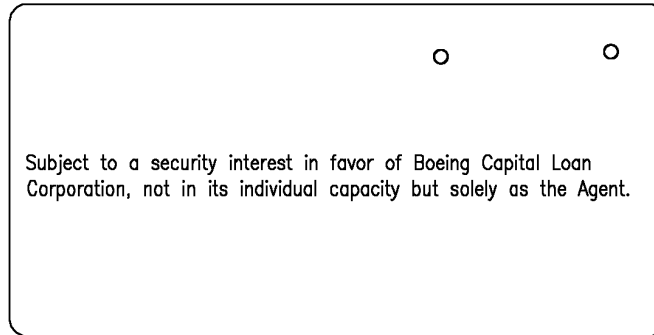 Subject to a security interest in favor of Boeing Capital Loan
Corporation, not in its individual capacity but solely as the Agent.